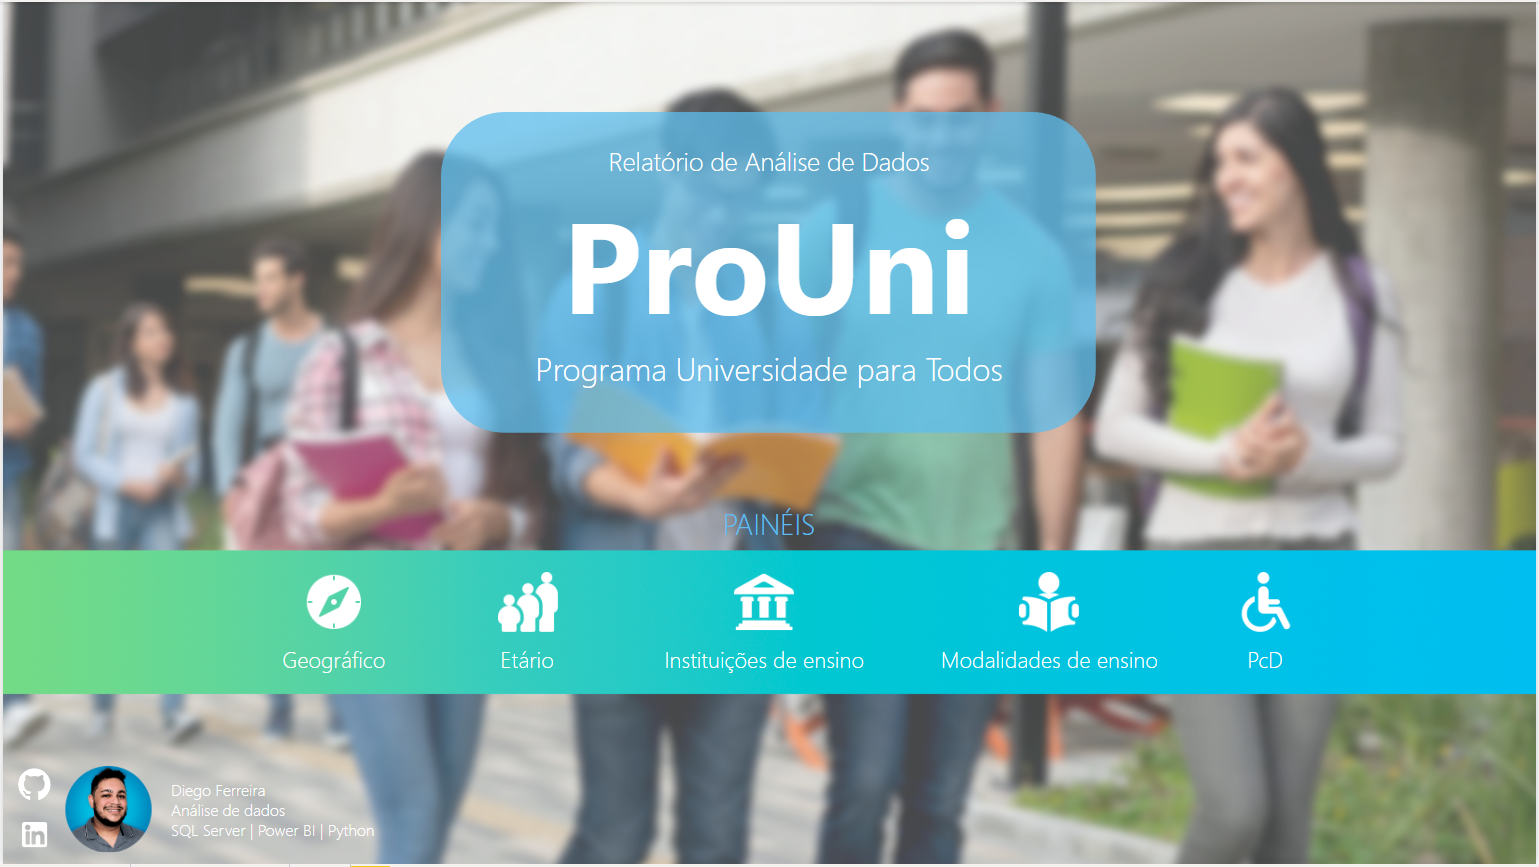 Relatório de Análise de Dados
ProUni
Programa Universidade para Todos
PAINÉIS
Geográfico
Etário
Instituições de ensino
Modalidades de ensino
PcD
Diego Ferreira
Análise de dados
SQL Server | Power BI | Python
in